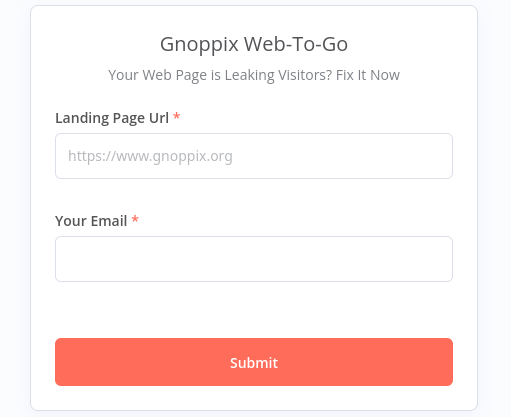 Gnoppix Web-To-Go
Your Web Page is Leaking Visitors? Fix It Now
Landing Page Url *
https://www.gnoppix.org
Your Email *
Submit